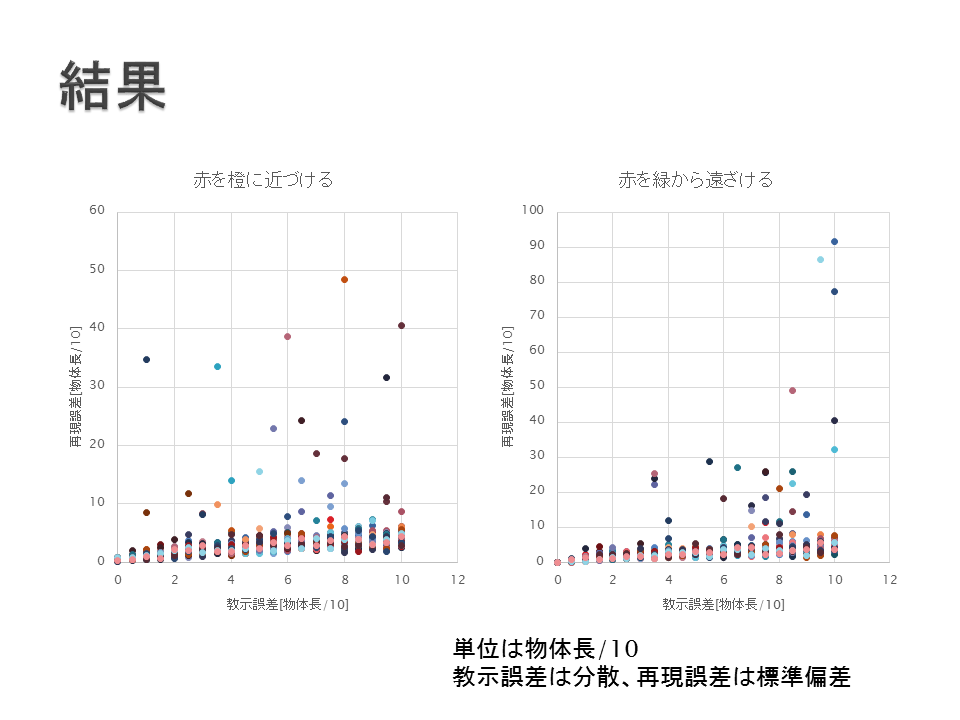 結果
赤を橙に近づける
60
50
40
30
20
10
0
再現誤差[物体長/10]
0 2 4 6 8 10 12
教示誤差[物体長/10]
赤を緑から遠ざける
100
90
80
70
60
50
40
30
20
10
0
再現誤差[物体長/10]
0 2 4 6 8 10 12
教示誤差[物体長/10]
単位は物体長/10
教示誤差は分散、再現誤差は標準偏差